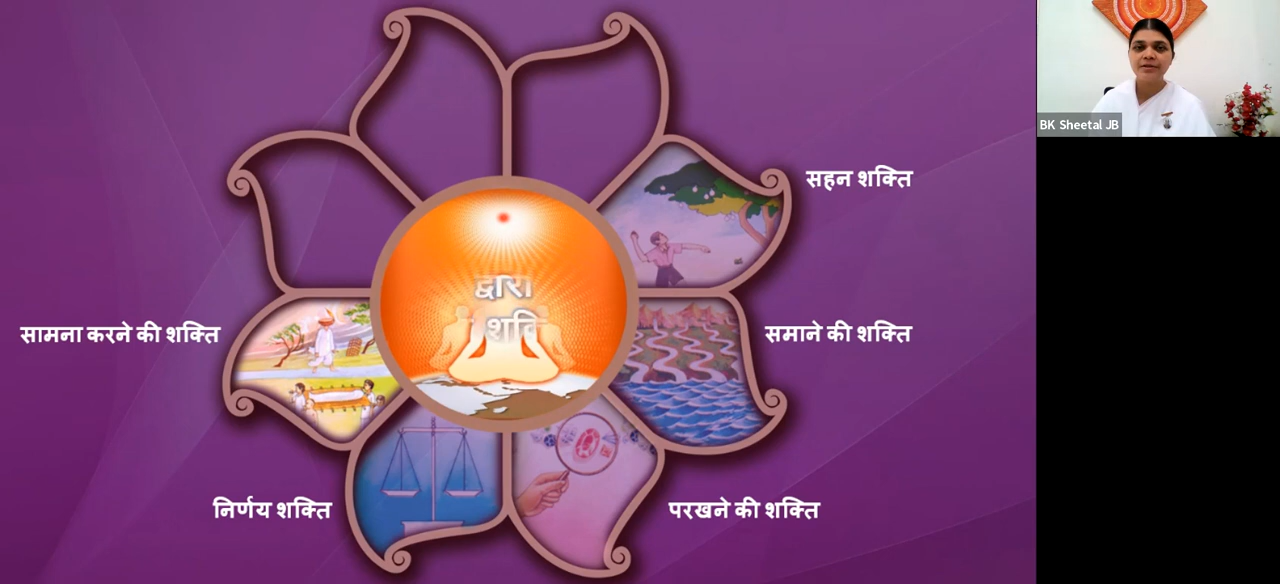 BK Sheetal JB
सहन शक्ति
द्वारा
सामना करने की शक्ति
समाने की शक्ति
निर्णय शक्ति
परखने की शक्ति